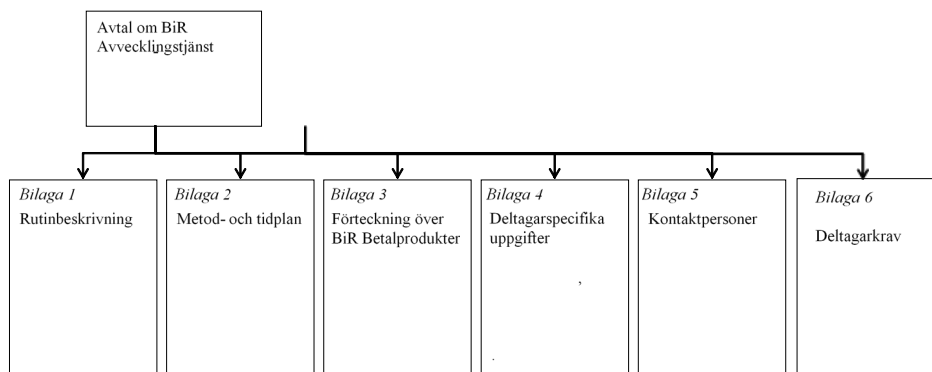 Avtal om BiR
Avvecklingstjänst
Bilaga 1
Rutinbeskrivning
Bilaga 2
Metod- och tidplan
Bilaga 3
Förteckning över
BiR Betalprodukter
Bilaga 4
Deltagarspecifika
uppgifter
Bilaga 5
Kontaktpersoner
Bilaga 6
Deltagarkrav